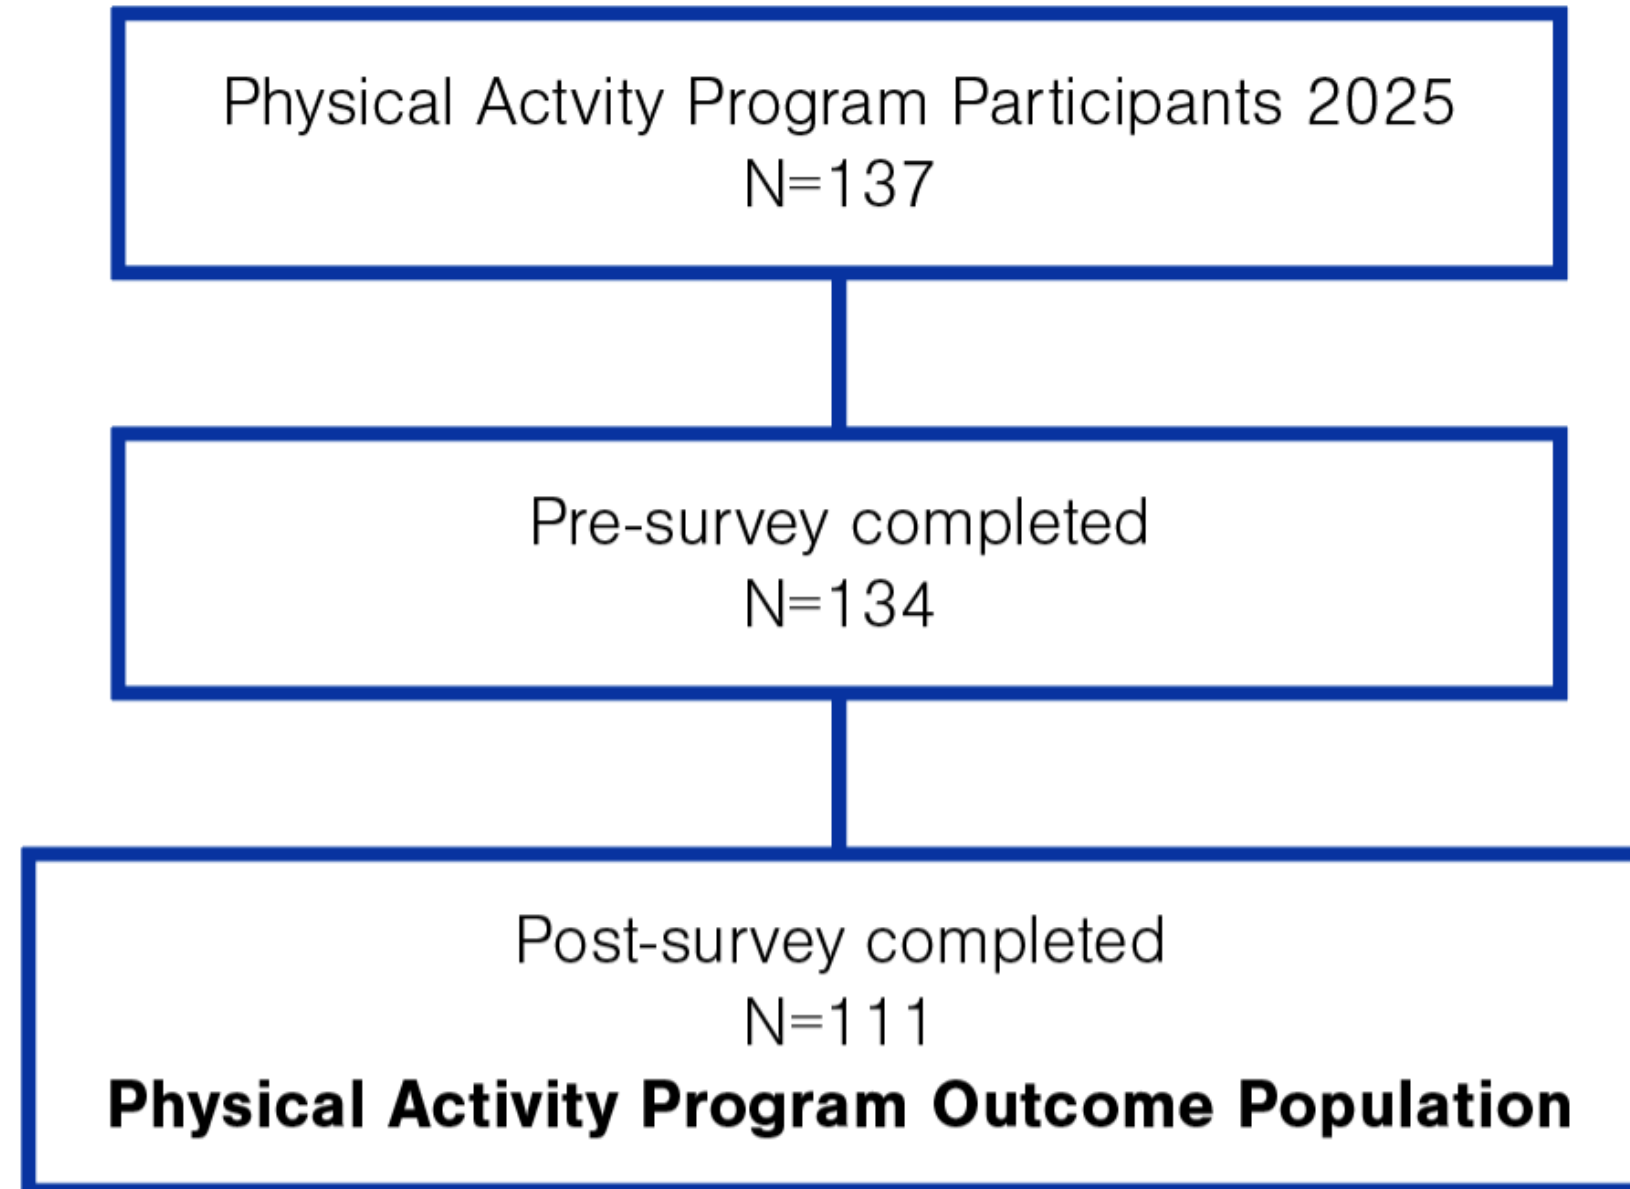 Physical Actvity Program Participants 2025
N=137
Pre-survey completed
N=134
Post-survey completed
N=111
Physical Activity Program Outcome Population